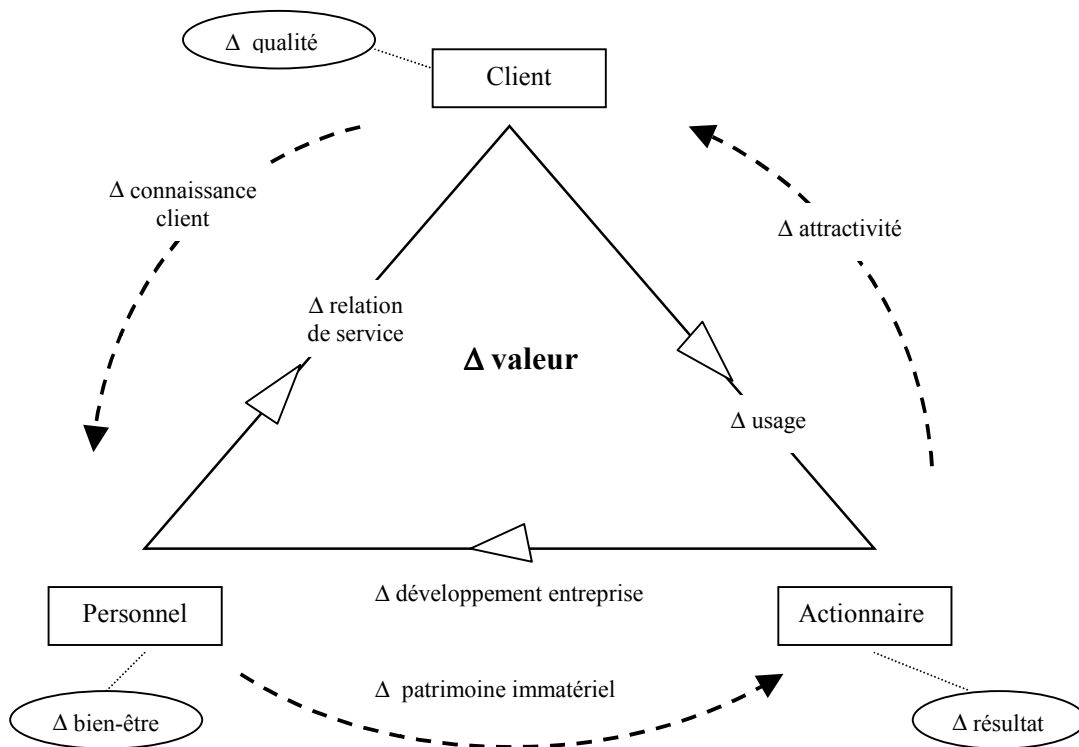 Δ qualité
Client
Δ connaissance
client
Δ attractivité
Δ relation
de service
Δ valeur
Δ usage
Δ développement entreprise
Personnel
Actionnaire
Δ patrimoine immatériel
Δ bien-être
Δ résultat